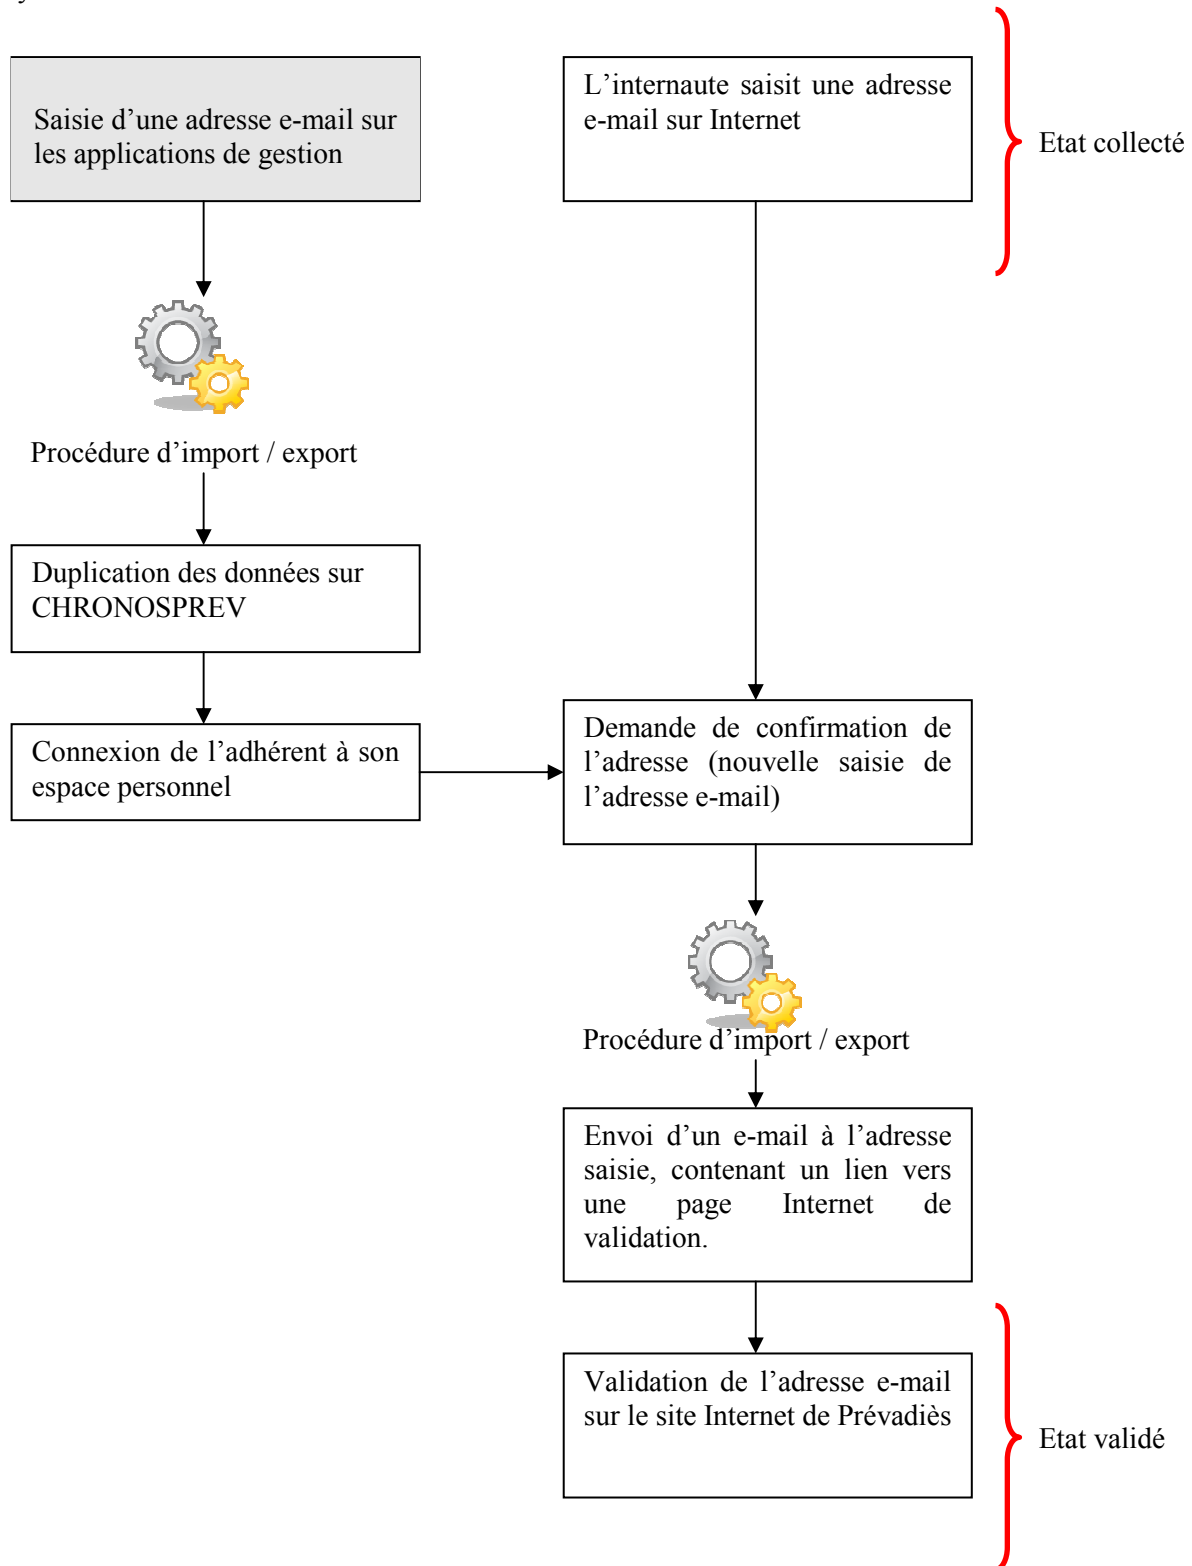 Saisie d’une adresse e-mail sur
les applications de gestion
L’internaute saisit une adresse
e-mail sur Internet
Etat collecté
Procédure d’import / export
Duplication des données sur
CHRONOSPREV
Connexion de l’adhérent à son
espace personnel
Demande de confirmation de
l’adresse (nouvelle saisie de
l’adresse e-mail)
Procédure d’import / export
Envoi d’un e-mail à l’adresse
saisie, contenant un lien vers
une page Internet de
validation.
Validation de l’adresse e-mail
sur le site Internet de Prévadiès
Etat validé